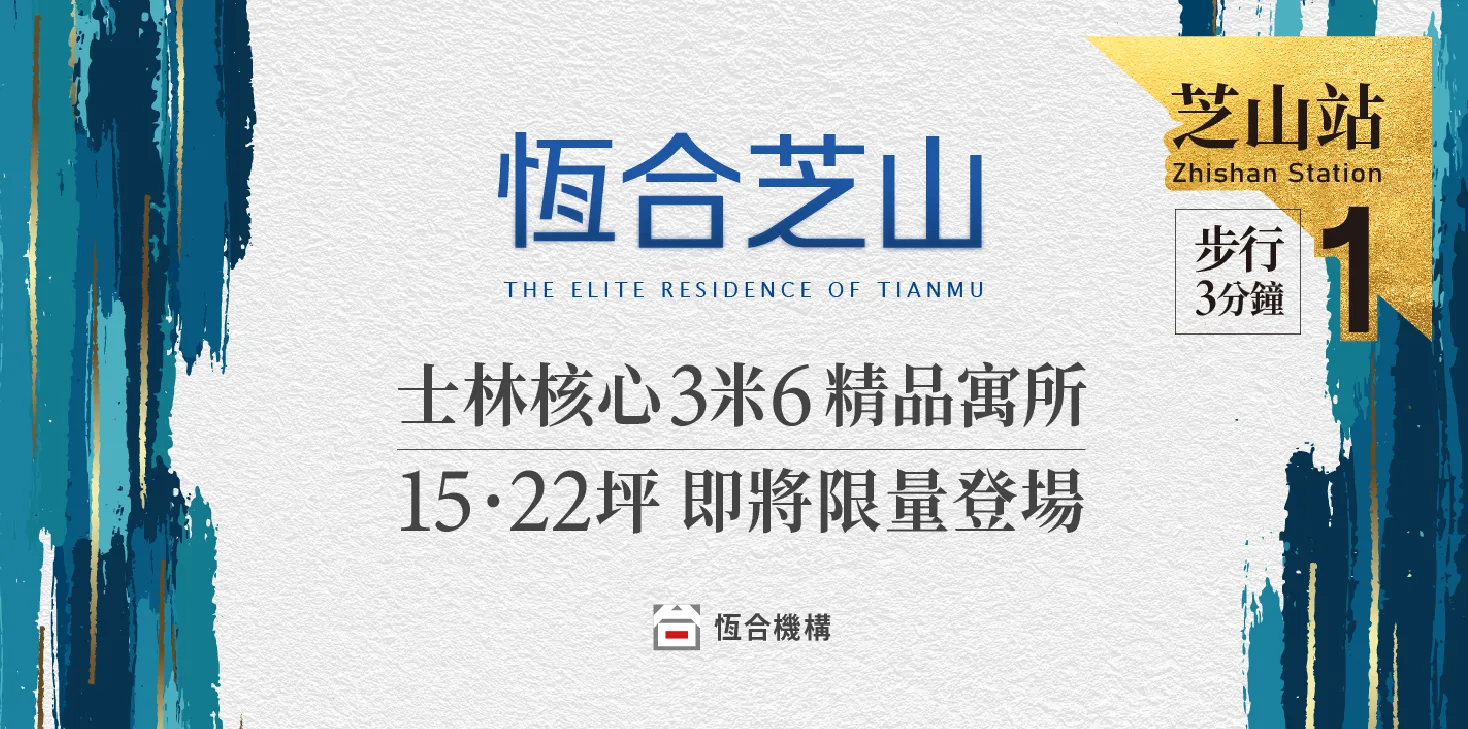 恆合芝山
THE ELITE RESIDENCE OF TIANMU
士林核心3米6精品寓所
15·22坪 即將限量登場
恆合機構
芝山站
Zhishan Station
1
步行
3分鐘